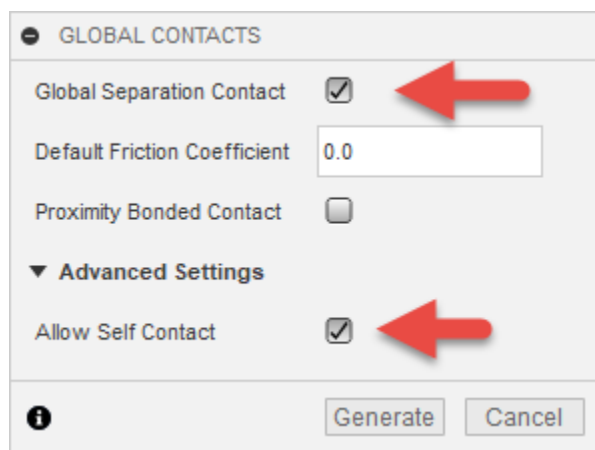 GLOBAL CONTACTS
Global Separation Contact
Default Friction Coefficient 0.0
Proximity Bonded Contact
Advanced Settings
Allow Self Contact
Generate Cancel